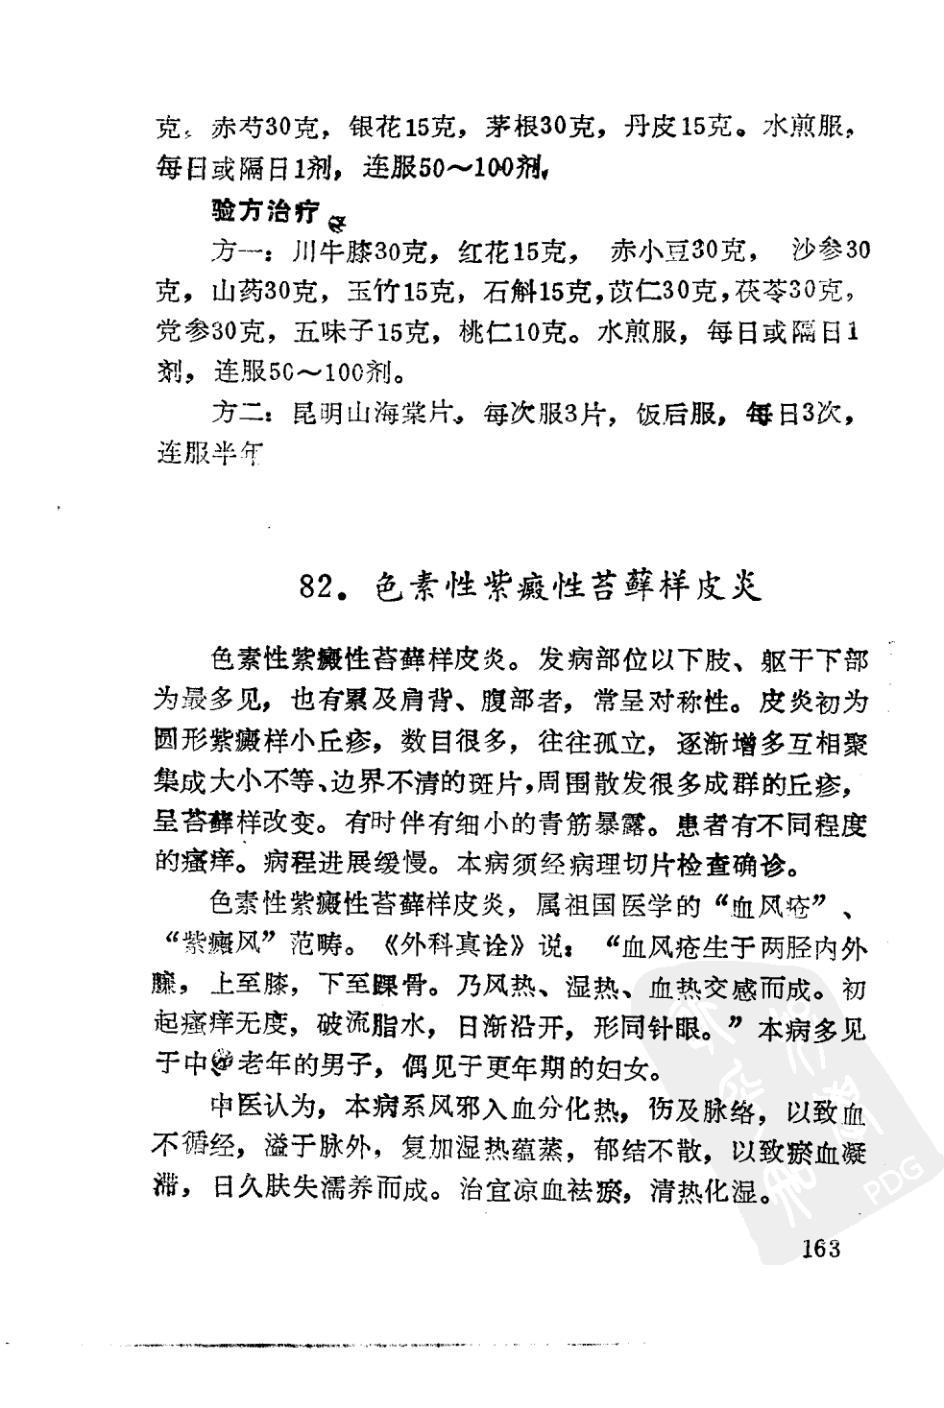 克，赤芍30克，银花15克，茅根30克，丹皮15克。水煎服，
每日或隔日1剂，连服50～100剂。
验方治疗
方一：川牛膝30克，红花15克，赤小豆30克，沙参30
克，山药30克，玉竹15克，石斛15克，苡仁30克，茯苓30克，
党参30克，五味子15克，桃仁10克。水煎服，每日或隔日1
剂，连服50～100剂。
方二：昆明山海棠片。每次服3片，饭后服，每日3次，
连服半年
82．色素性紫癜性苔藓样皮炎
色素性紫癜性苔藓样皮炎。发病部位以下肢、躯干下部
为最多见，也有累及肩背、腹部者，常呈对称性。皮炎初为
圆形紫癜样小丘疹，数目很多，往往孤立，逐渐增多互相聚
集成大小不等、边界不清的斑片，周围散发很多成群的丘疹，
呈苔藓样改变。有时伴有细小的青筋暴露。患者有不同程度
的瘙痒。病程进展缓慢。本病须经病理切片检查确诊。
色素性紫癜性苔藓样皮炎，属祖国医学的“血风疮”、
“紫癜风”范畴。《外科真诠》说：“血风疮生于两胫内外
臁，上至膝，下至踝骨。乃风热、湿热、血热交感而成。初
起瘙痒无度，破流脂水，日渐沿开，形同针眼。”本病多见
于中老年的男子，偶见于更年期的妇女。
中医认为，本病系风邪入血分化热，伤及脉络，以致血
不循经，溢于脉外，复加湿热蕴蒸，郁结不散，以致瘀血凝
滞，日久肤失濡养而成。治宜凉血祛瘀，清热化湿。
PDG
163